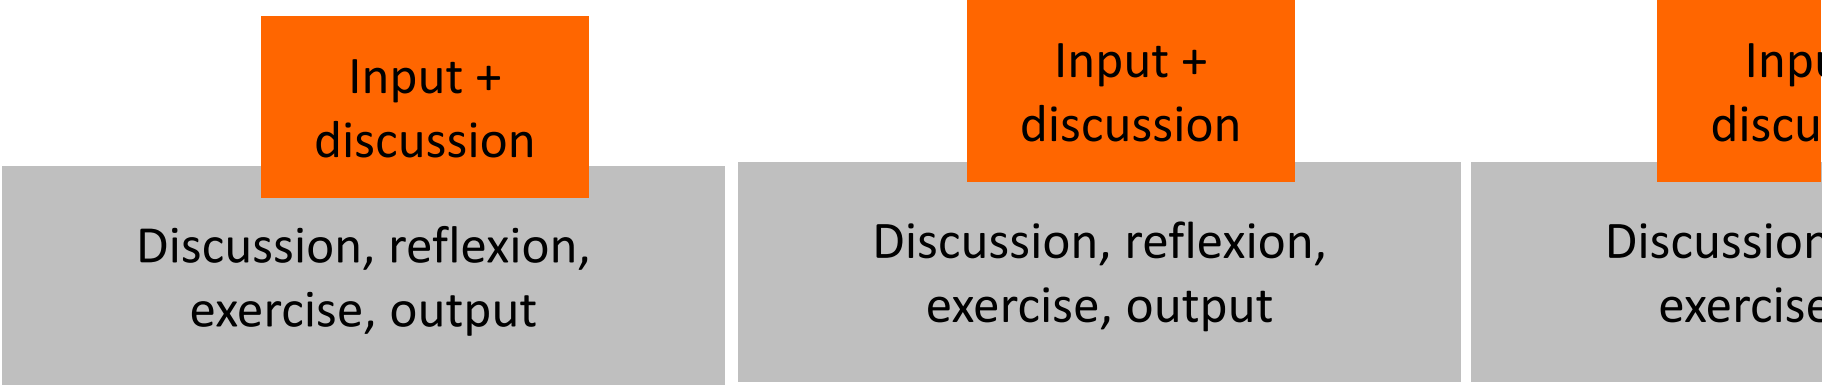 Input +
discussion
Discussion, reflexion,
exercise, output
Input +
discussion
Discussion, reflexion,
exercise, output